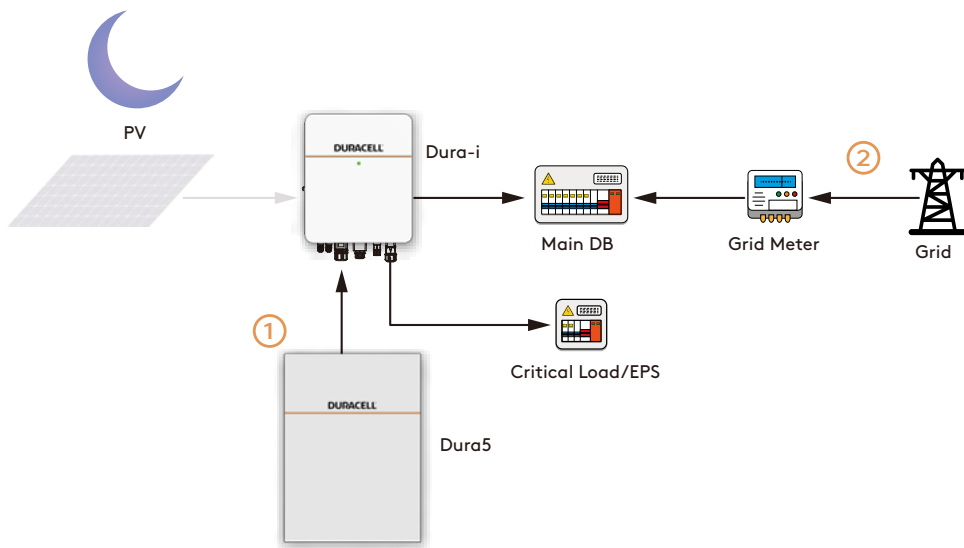 PV
DURACELL
Dura-i
2
Main DB
Grid Meter
Grid
1
Critical Load/EPS
DURACELL
Dura5